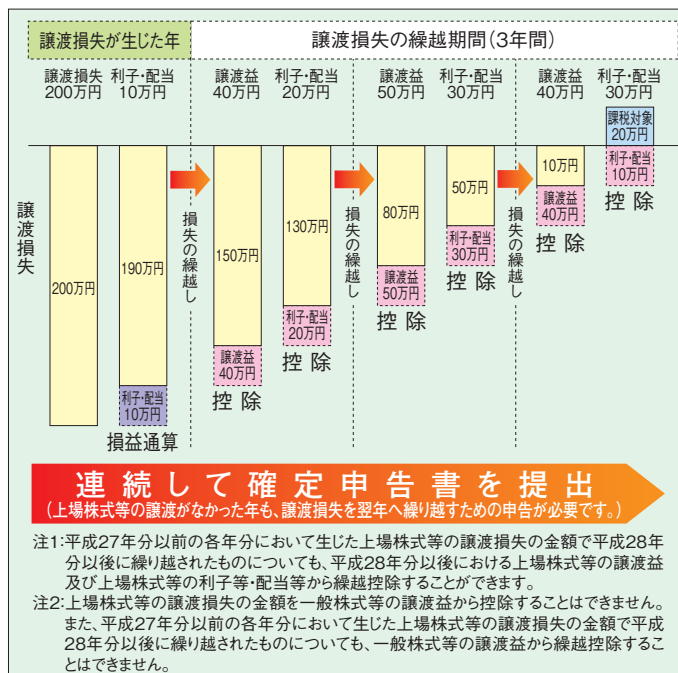 譲渡損失が生じた年
譲渡損失の繰越期間(3年間)
譲渡損失
200万円
利子・配当
10万円
譲渡益
40万円
利子・配当
20万円
譲渡益
50万円
利子・配当
30万円
譲渡益
40万円
利子・配当
30万円
課税対象
20万円
譲渡損失
200万円
190万円
利子・配当
10万円
損益通算
損失の繰越し
150万円
譲渡益
40万円
控除
130万円
利子・配当
20万円
控除
損失の繰越し
80万円
譲渡益
50万円
控除
50万円
利子・配当
30万円
控除
損失の繰越し
10万円
譲渡益
40万円
控除
利子・配当
10万円
控除
連続して確定申告書を提出
(上場株式等の譲渡がなかった年も、譲渡損失を翌年へ繰り越すための申告が必要です。)
注1:平成27年分以前の各年分において生じた上場株式等の譲渡損失の金額で平成28年
分以後に繰り越されたものについても、平成28年分以後における上場株式等の譲渡益
及び上場株式等の利子等・配当等から繰越控除することができます。
注2:上場株式等の譲渡損失の金額を一般株式等の譲渡益から控除することはできません。
また、平成27年分以前の各年分において生じた上場株式等の譲渡損失の金額で平成
28年分以後に繰り越されたものについても、一般株式等の譲渡益から繰越控除するこ
とはできません。